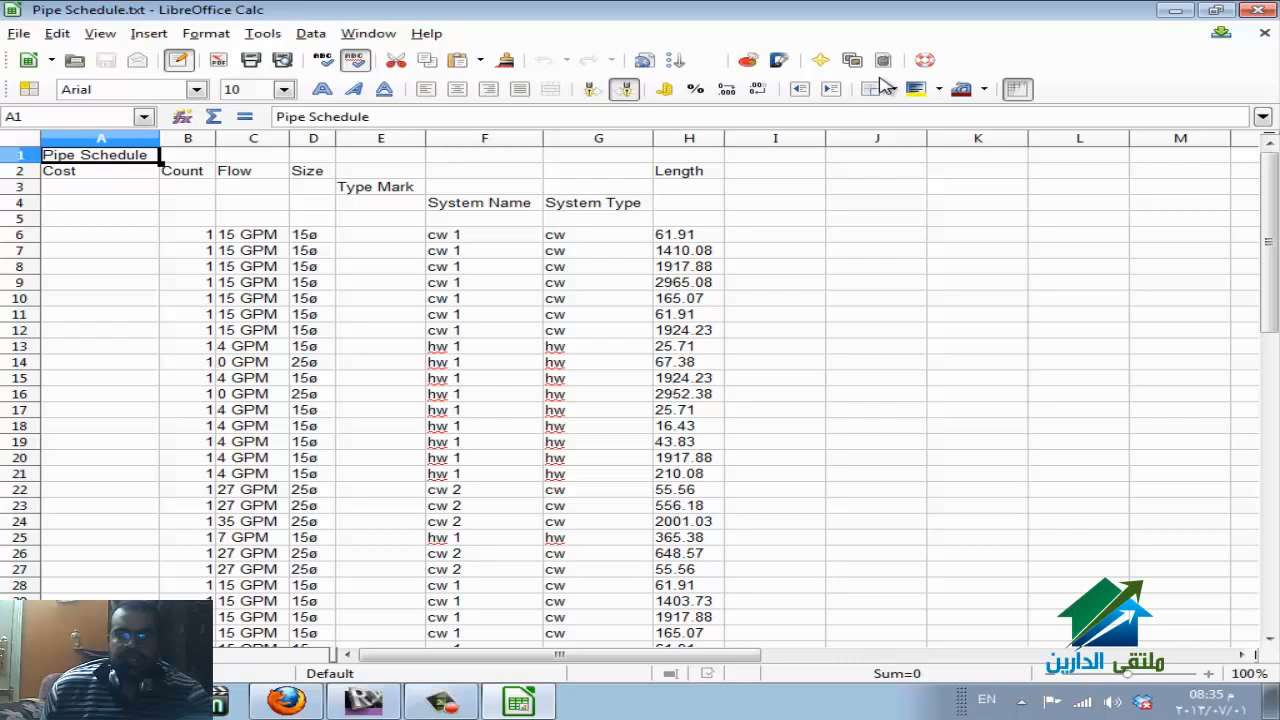 Pipe Schedule.txt - LibreOffice Calc
File Edit View Insert Format Tools Data Window Help
Arial 10
A1 Pipe Schedule
A B C D E F G H I J K L M
1 Pipe Schedule
2 Cost Count Flow Size Length
3 Type Mark
4 System Name System Type
5
6 1 15 GPM 15ø cw 1 cw 61.91
7 1 15 GPM 15ø cw 1 cw 1410.08
8 1 15 GPM 15ø cw 1 cw 1917.88
9 1 15 GPM 15ø cw 1 cw 2965.08
10 1 15 GPM 15ø cw 1 cw 165.07
11 1 15 GPM 15ø cw 1 cw 61.91
12 1 15 GPM 15ø cw 1 cw 1924.23
13 1 4 GPM 15ø hw 1 hw 25.71
14 1 0 GPM 25ø hw 1 hw 67.38
15 1 4 GPM 15ø hw 1 hw 1924.23
16 1 0 GPM 25ø hw 1 hw 2952.38
17 1 4 GPM 15ø hw 1 hw 25.71
18 1 4 GPM 15ø hw 1 hw 16.43
19 1 4 GPM 15ø hw 1 hw 43.83
20 1 4 GPM 15ø hw 1 hw 1917.88
21 1 4 GPM 15ø hw 1 hw 210.08
22 1 27 GPM 25ø cw 2 cw 55.56
23 1 27 GPM 25ø cw 2 cw 556.18
24 1 35 GPM 25ø cw 2 cw 2001.03
25 1 7 GPM 15ø hw 1 hw 365.38
26 1 27 GPM 25ø cw 2 cw 648.57
27 1 27 GPM 25ø cw 2 cw 55.56
28 1 15 GPM 15ø cw 1 cw 61.91
15 GPM 15ø cw 1 cw 1403.73
15 GPM 15ø cw 1 cw 1917.88
15 GPM 15ø cw 1 cw 165.07
ملتقى الدارين
Default Sum=0 100%
EN 08:35 م
٢٠١٣/٠٧/٠١